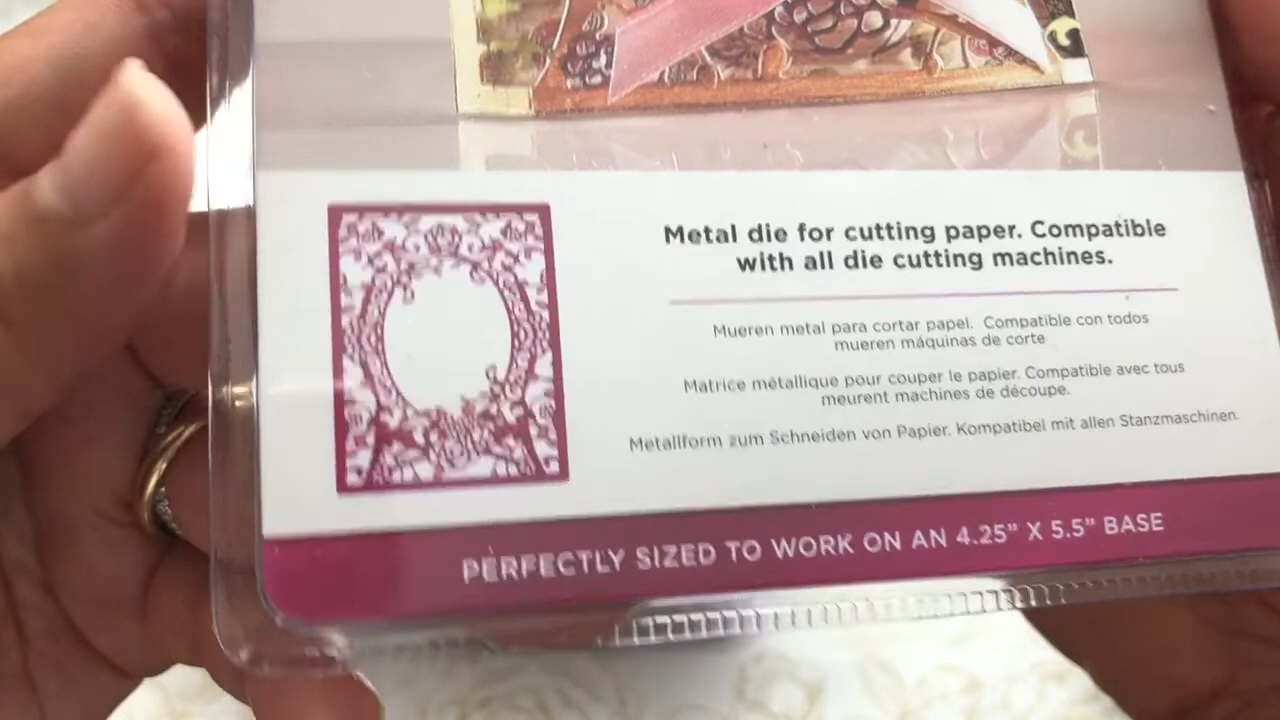 Metal die for cutting paper. Compatible
with all die cutting machines.
Mueren metal para cortar papel. Compatible con todos
mueren máquinas de corte
Matrice métallique pour couper le papier. Compatible avec tous
meurent machines de découpe.
Metallform zum Schneiden von Papier. Kompatibel mit allen Stanzmaschinen.
PERFECTLY SIZED TO WORK ON AN 4.25" X 5.5" BASE